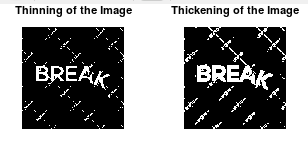 Thinning of the Image
Thickening of the Image
BREAK
BREAK